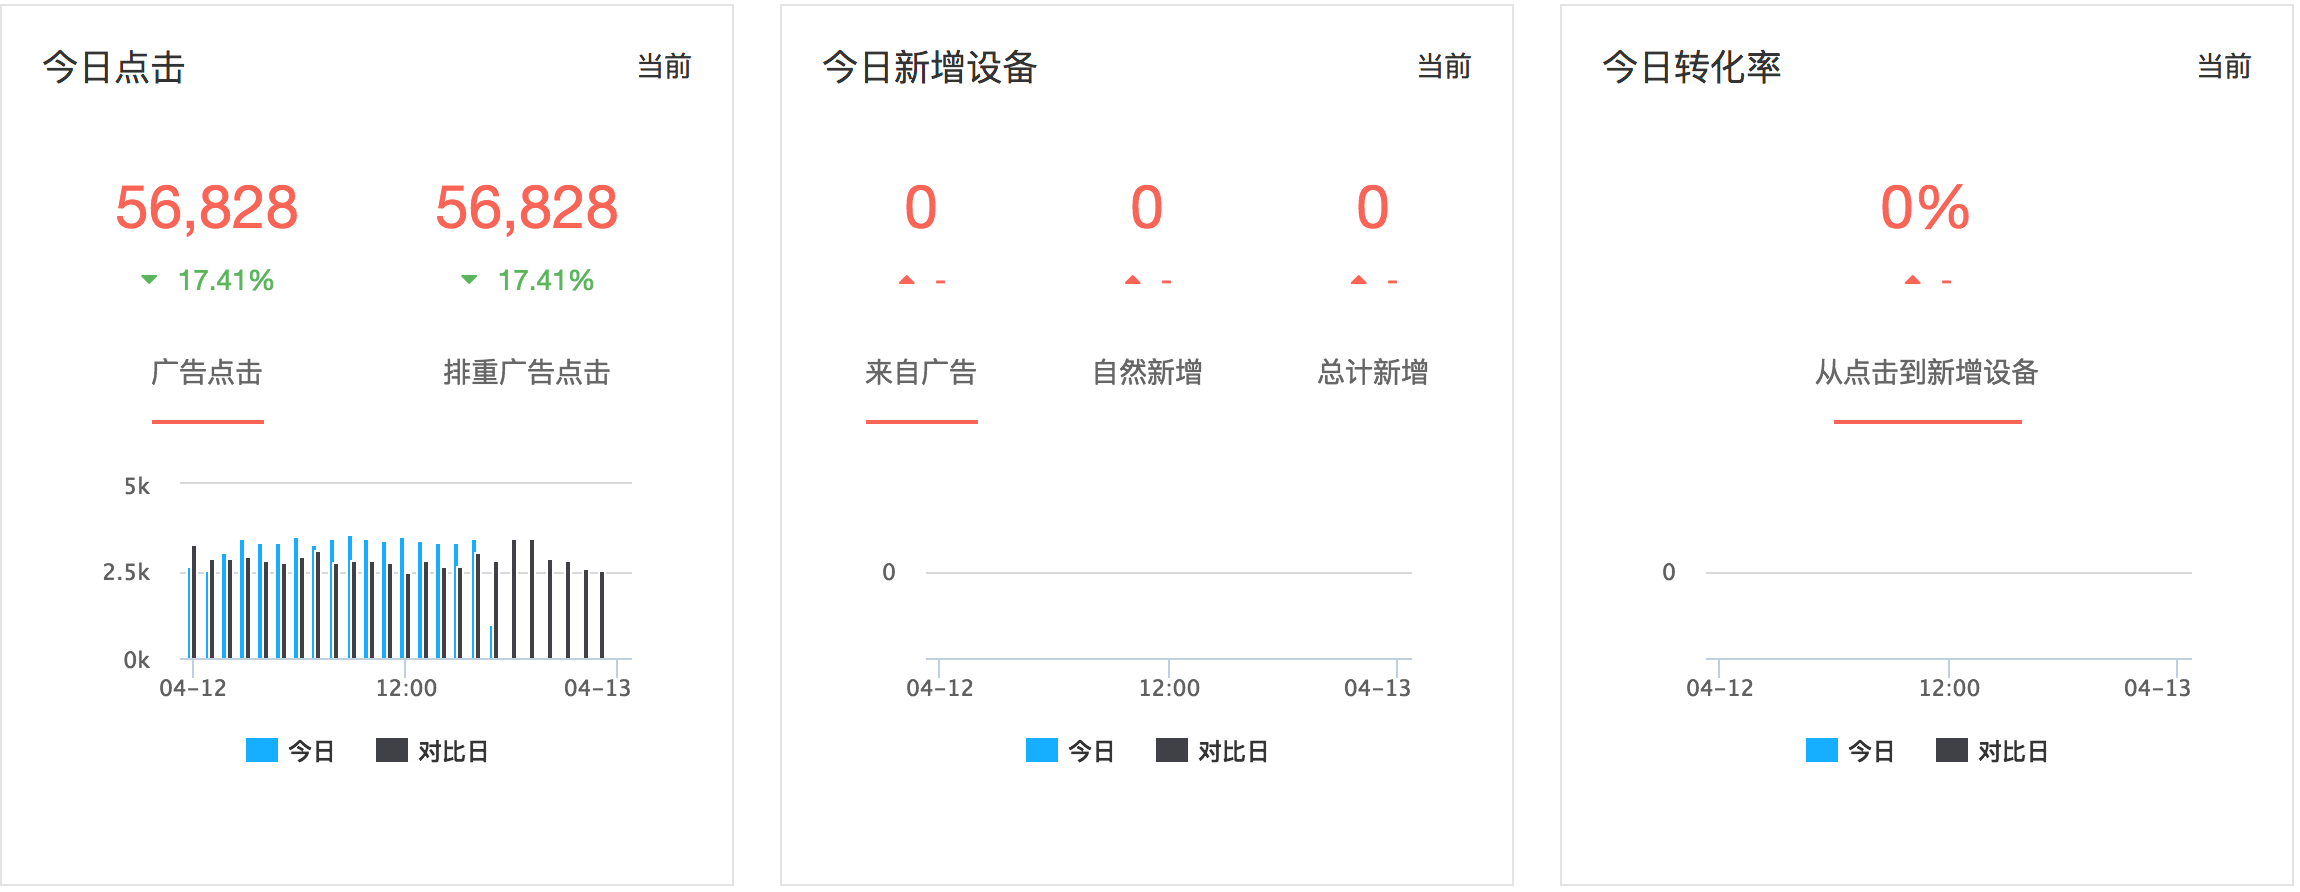 今日点击 当前
56,828 56,828
17.41% 17.41%
广告点击 排重广告点击
5k
2.5k
0k
04-12 12:00 04-13
今日 对比日
今日新增设备 当前
0 0 0
- - -
来自广告 自然新增 总计新增
0
04-12 12:00 04-13
今日 对比日
今日转化率 当前
0%
-
从点击到新增设备
0
04-12 12:00 04-13
今日 对比日